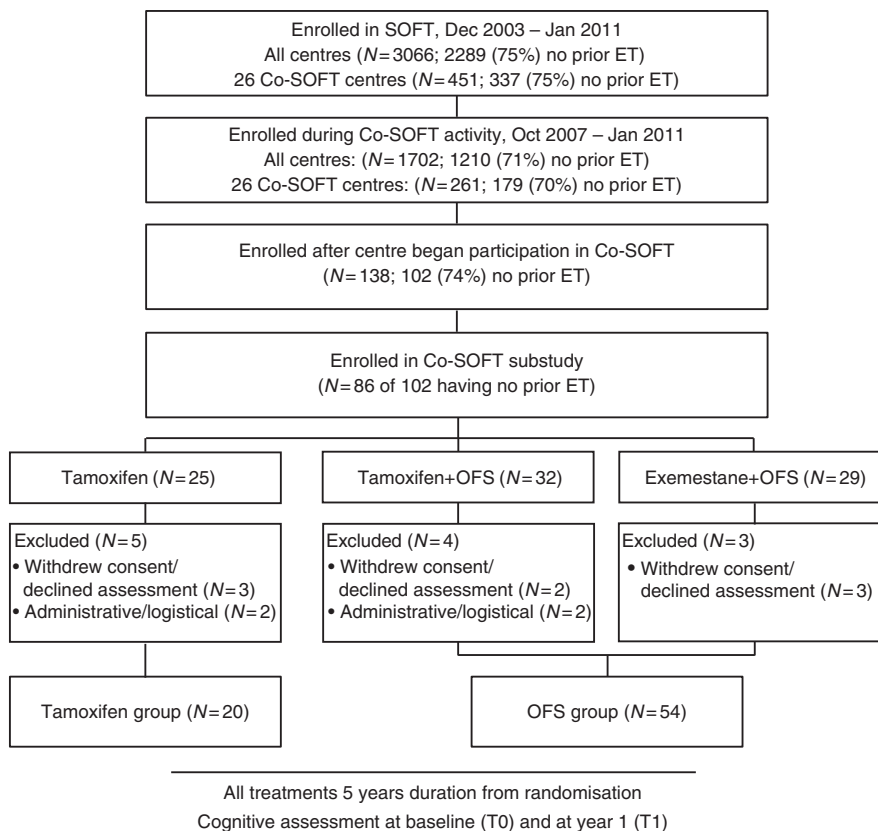 Enrolled in SOFT, Dec 2003 – Jan 2011
All centres (N=3066; 2289 (75%) no prior ET)
26 Co-SOFT centres (N=451; 337 (75%) no prior ET)
Enrolled during Co-SOFT activity, Oct 2007 – Jan 2011
All centres: (N=1702; 1210 (71%) no prior ET)
26 Co-SOFT centres: (N=261; 179 (70%) no prior ET)
Enrolled after centre began participation in Co-SOFT
(N=138; 102 (74%) no prior ET)
Enrolled in Co-SOFT substudy
(N=86 of 102 having no prior ET)
Tamoxifen (N=25)
Tamoxifen+OFS (N=32)
Exemestane+OFS (N=29)
Excluded (N=5)
• Withdrew consent/
declined assessment (N=3)
• Administrative/logistical (N=2)
Excluded (N=4)
• Withdrew consent/
declined assessment (N=2)
• Administrative/logistical (N=2)
Excluded (N=3)
• Withdrew consent/
declined assessment (N=3)
Tamoxifen group (N=20)
OFS group (N=54)
All treatments 5 years duration from randomisation
Cognitive assessment at baseline (T0) and at year 1 (T1)